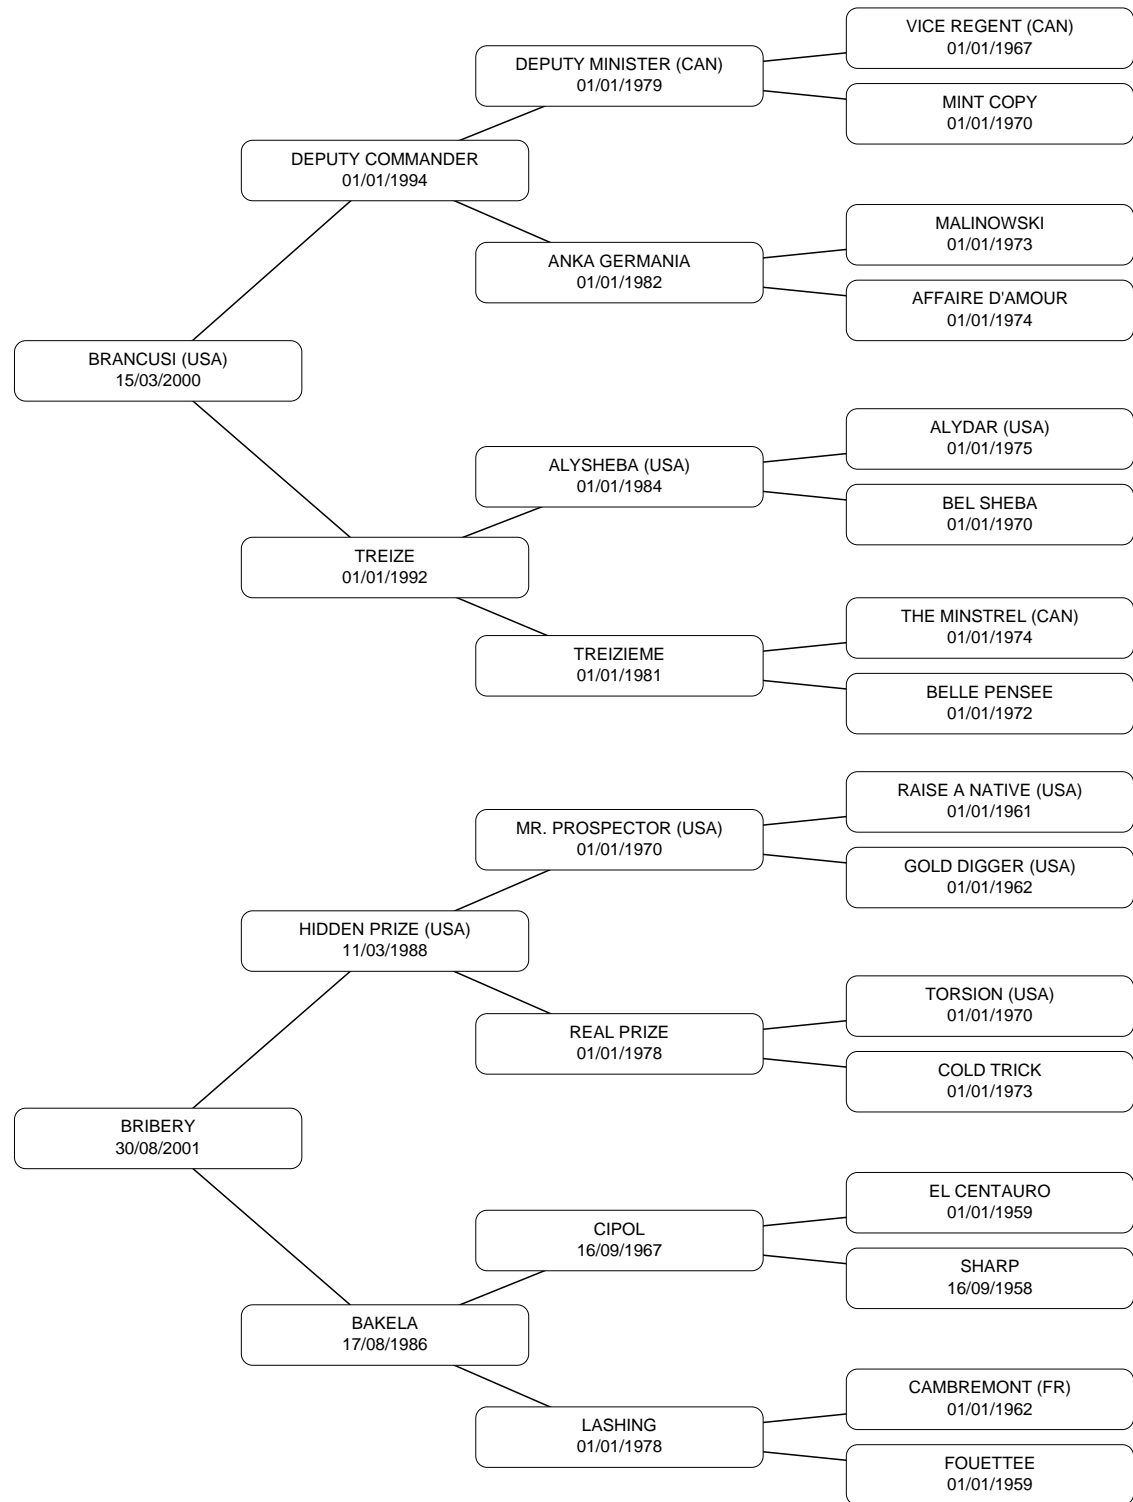 VICE REGENT (CAN)
01/01/1967
DEPUTY MINISTER (CAN)
01/01/1979
MINT COPY
01/01/1970
DEPUTY COMMANDER
01/01/1994
MALINOWSKI
01/01/1973
ANKA GERMANIA
01/01/1982
AFFAIRE D'AMOUR
01/01/1974
BRANCUSI (USA)
15/03/2000
ALYDAR (USA)
01/01/1975
ALYSHEBA (USA)
01/01/1984
BEL SHEBA
01/01/1970
TREIZE
01/01/1992
THE MINSTREL (CAN)
01/01/1974
TREIZIEME
01/01/1981
BELLE PENSEE
01/01/1972
RAISE A NATIVE (USA)
01/01/1961
MR. PROSPECTOR (USA)
01/01/1970
GOLD DIGGER (USA)
01/01/1962
HIDDEN PRIZE (USA)
11/03/1988
TORSION (USA)
01/01/1970
REAL PRIZE
01/01/1978
COLD TRICK
01/01/1973
BRIBERY
30/08/2001
EL CENTAURO
01/01/1959
CIPOL
16/09/1967
SHARP
16/09/1958
BAKELA
17/08/1986
CAMBREMONT (FR)
01/01/1962
LASHING
01/01/1978
FOUETTEE
01/01/1959